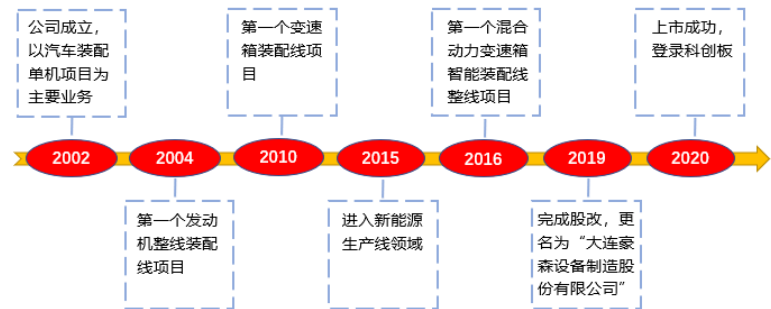 公司成立，
以汽车装配
单机项目为
主要业务
第一个变速
箱装配线项
目
第一个混合
动力变速箱
智能装配线
整线项目
上市成功，
登录科创板
2002
2004
2010
2015
2016
2019
2020
第一个发动
机整线装配
线项目
进入新能源
生产线领域
完成股改，更
名为“大连豪
森设备制造股
份有限公司”